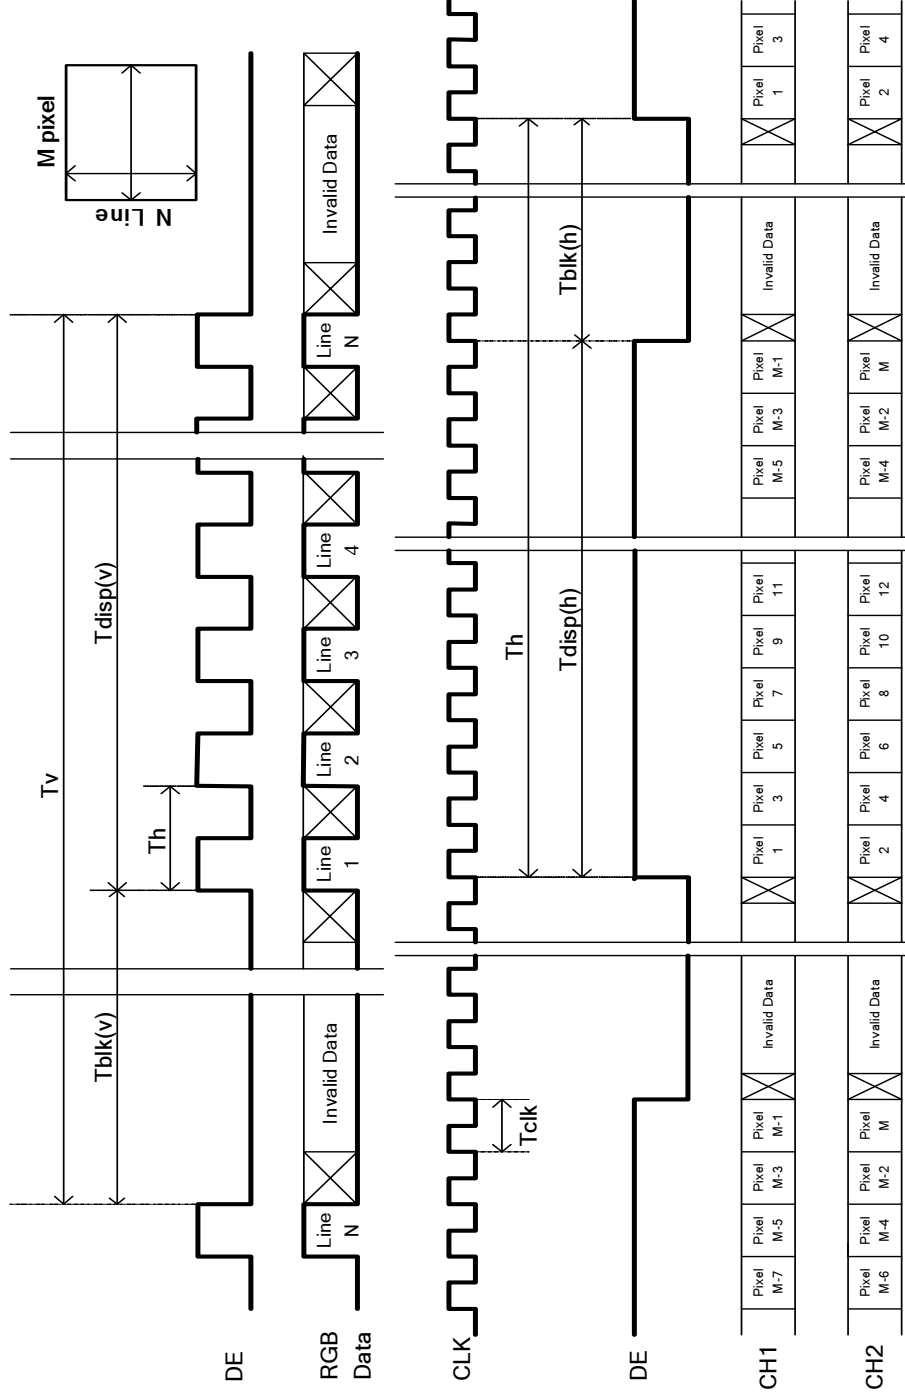 M pixel
N Line
Tv
Tblk(v)
Tdisp(v)
Th
DE
RGB
Data
Line
N
Invalid Data
Line
1
Line
2
Line
3
Line
4
Line
N
Invalid Data
CLK
Tclk
Th
Tdisp(h)
Tblk(h)
DE
CH1
Pixel
M-7
Pixel
M-5
Pixel
M-3
Pixel
M-1
Invalid Data
Pixel
1
Pixel
3
Pixel
5
Pixel
7
Pixel
9
Pixel
11
Pixel
M-5
Pixel
M-3
Pixel
M-1
Invalid Data
Pixel
1
Pixel
3
CH2
Pixel
M-6
Pixel
M-4
Pixel
M-2
Pixel
M
Invalid Data
Pixel
2
Pixel
4
Pixel
6
Pixel
8
Pixel
10
Pixel
12
Pixel
M-4
Pixel
M-2
Pixel
M
Invalid Data
Pixel
2
Pixel
4